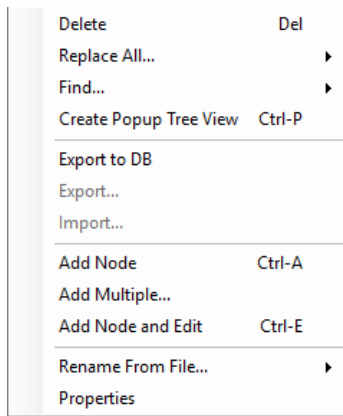 Delete Del
Replace All...
Find...
Create Popup Tree View Ctrl-P
Export to DB
Export...
Import...
Add Node Ctrl-A
Add Multiple...
Add Node and Edit Ctrl-E
Rename From File...
Properties